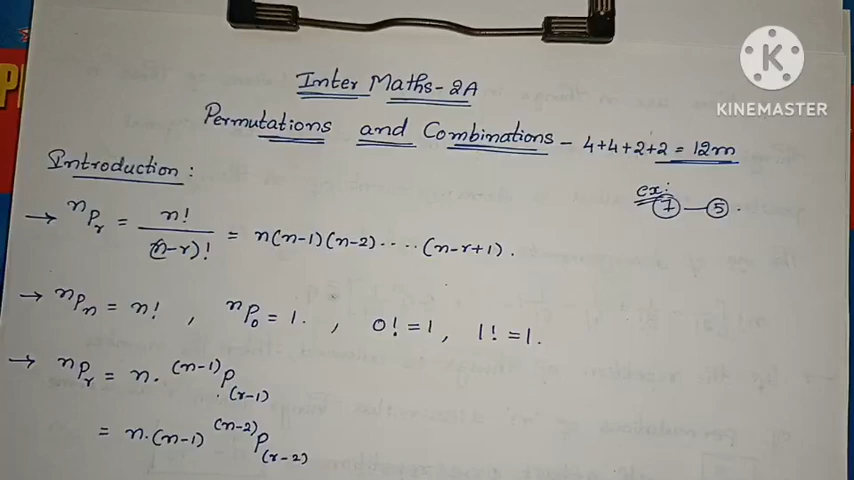 KINEMASTER
Inter Maths-2A
Permutations and Combinations - 4+4+2+2 = 12m
Introduction :
ex:
7 — 5 .
→ ⁿPᵣ = n! / (n-r)! = n(n-1)(n-2) .... (n-r+1).
→ ⁿPₙ = n! , ⁿP₀ = 1. , 0! = 1, 1! = 1.
→ ⁿPᵣ = n. ⁽ⁿ⁻¹⁾P₍ᵣ₋₁₎
= n.(n-1) ⁽ⁿ⁻²⁾P₍ᵣ₋₂₎